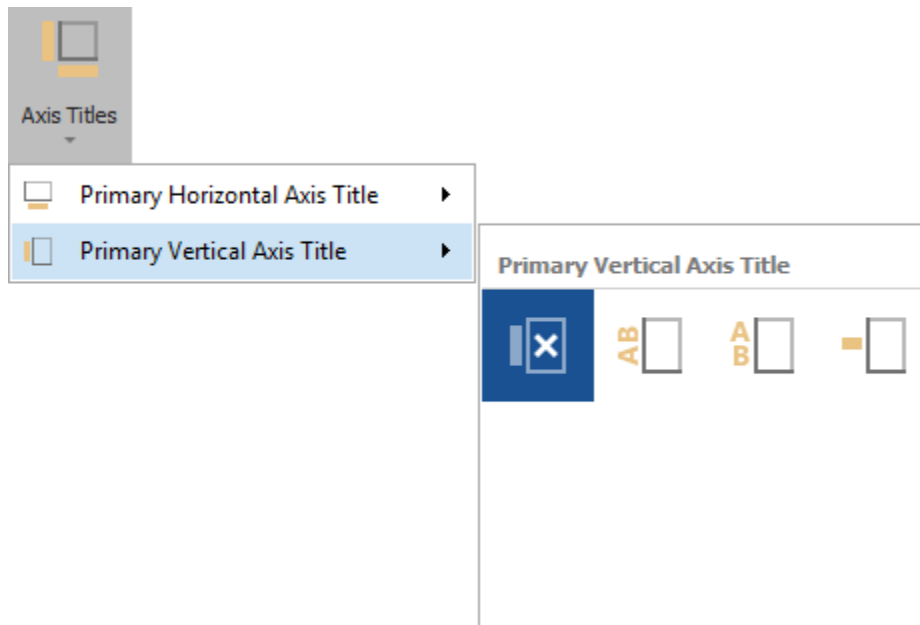 Axis Titles
Primary Horizontal Axis Title
Primary Vertical Axis Title
Primary Vertical Axis Title
AB
A
B